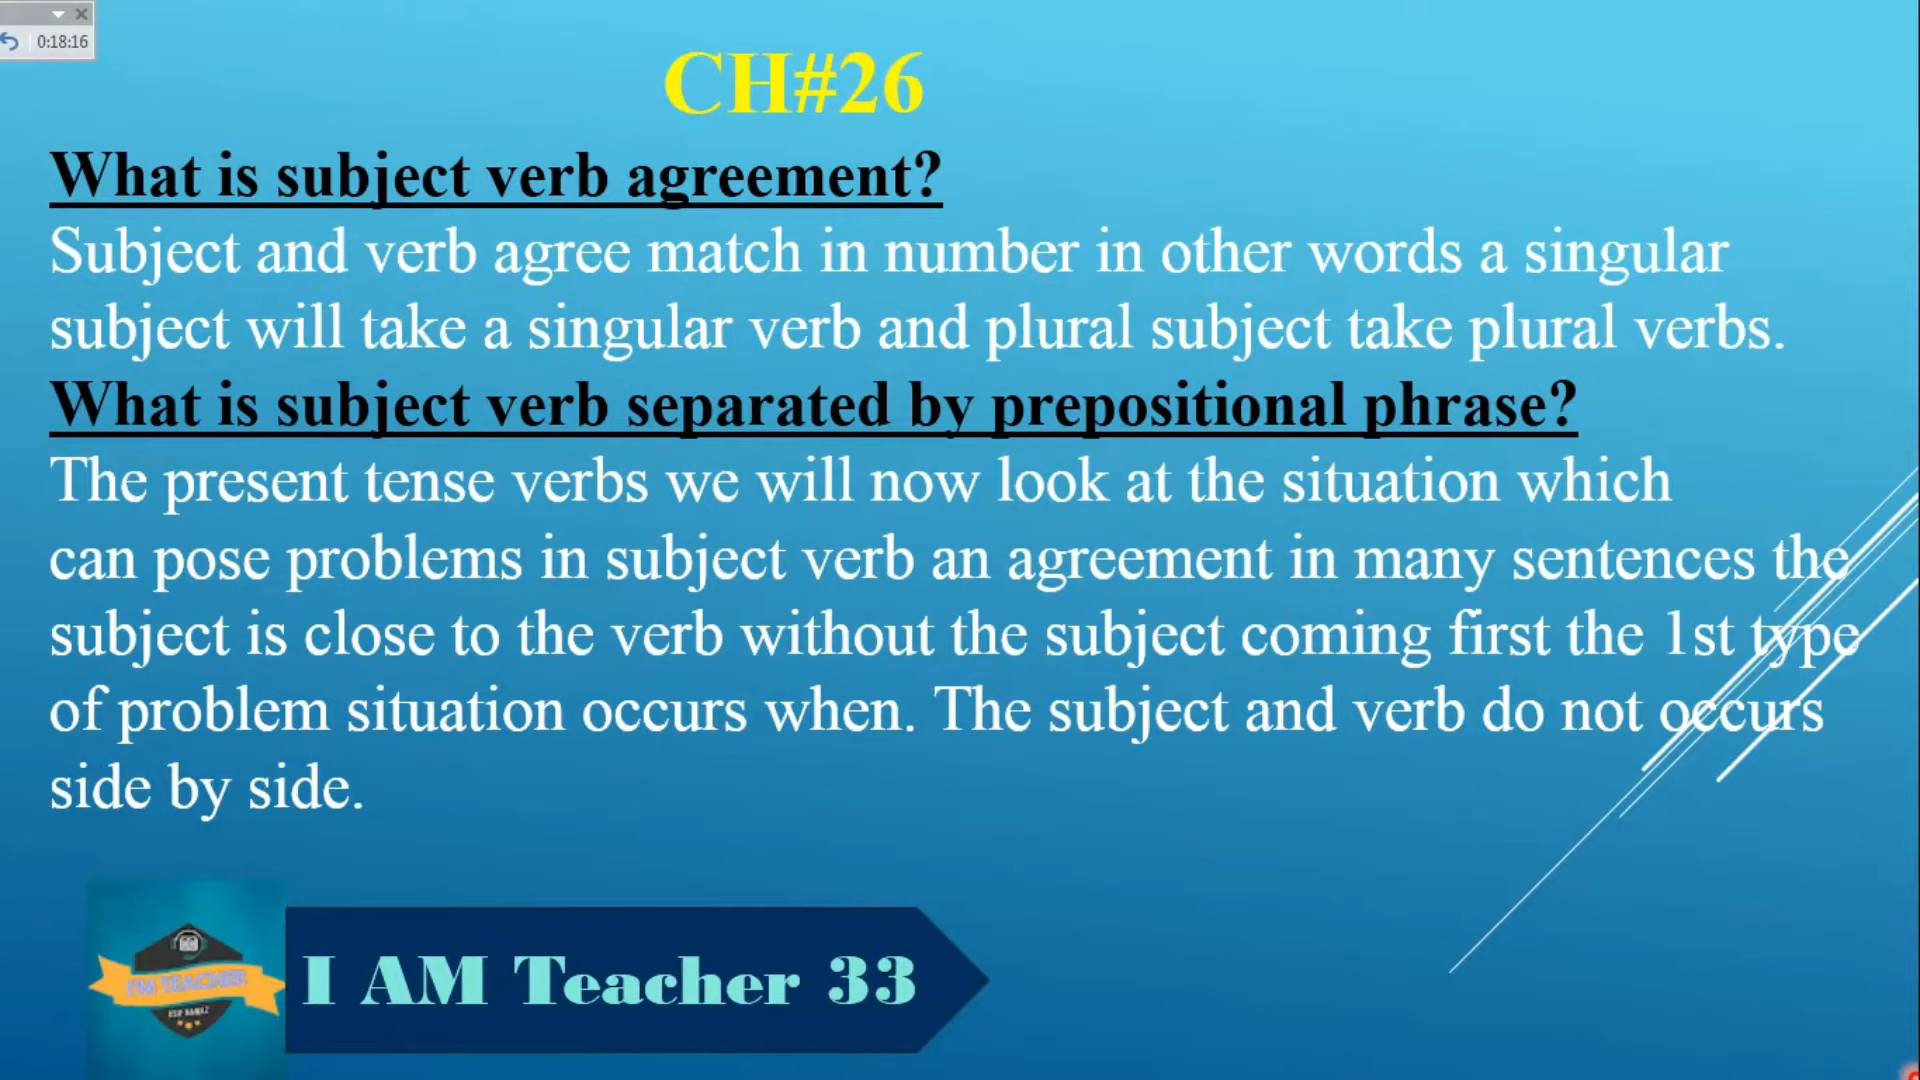 0:18:16
CH#26
What is subject verb agreement?
Subject and verb agree match in number in other words a singular
subject will take a singular verb and plural subject take plural verbs.
What is subject verb separated by prepositional phrase?
The present tense verbs we will now look at the situation which
can pose problems in subject verb an agreement in many sentences the
subject is close to the verb without the subject coming first the 1st type
of problem situation occurs when. The subject and verb do not occurs
side by side.
I'M TEACHER
I AM Teacher 33